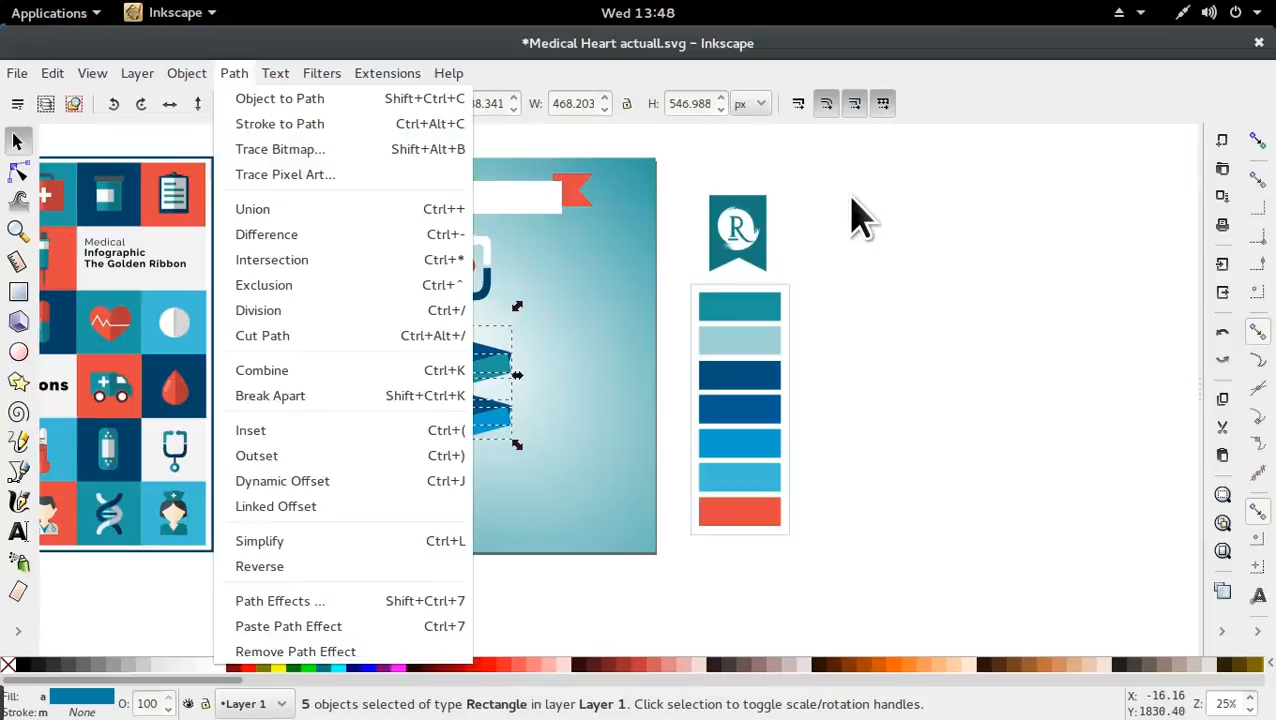 Applications Inkscape Wed 13:48
*Medical Heart actuall.svg – Inkscape
File Edit View Layer Object Path Text Filters Extensions Help
W: 468.203 H: 546.988 px
Object to Path Shift+Ctrl+C
Stroke to Path Ctrl+Alt+C
Trace Bitmap... Shift+Alt+B
Trace Pixel Art...
Union Ctrl++
Difference Ctrl+-
Intersection Ctrl+*
Exclusion Ctrl+^
Division Ctrl+/
Cut Path Ctrl+Alt+/
Combine Ctrl+K
Break Apart Shift+Ctrl+K
Inset Ctrl+(
Outset Ctrl+)
Dynamic Offset Ctrl+J
Linked Offset
Simplify Ctrl+L
Reverse
Path Effects ... Shift+Ctrl+7
Paste Path Effect Ctrl+7
Remove Path Effect
Medical
Infographic
The Golden Ribbon
R
Fill: a O: 100 •Layer 1 5 objects selected of type Rectangle in layer Layer 1. Click selection to toggle scale/rotation handles. X: -16.16 Z: 25%
Stroke: m None Y: 1830.40